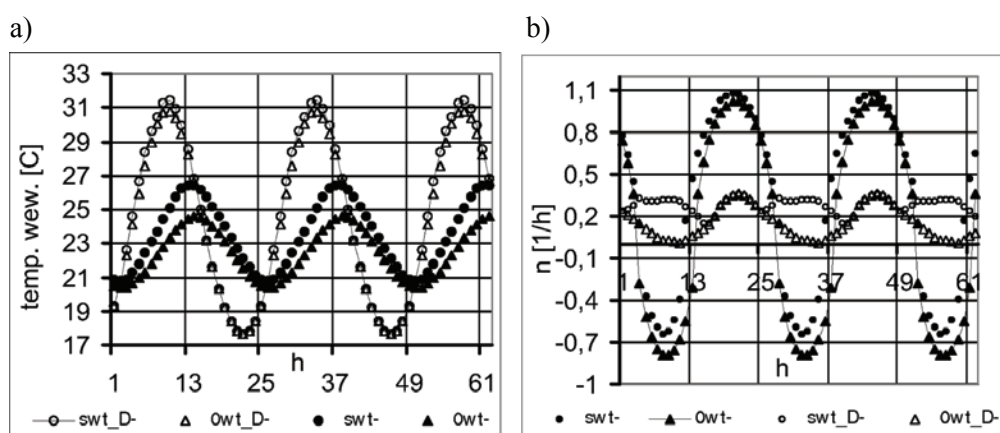 a)
temp. wew. [C]
33
31
29
27
25
23
21
19
17
h
1 13 25 37 49 61
swt_D- 0wt_D- swt- 0wt-
b)
n [1/h]
1,1
0,8
0,5
0,2
-0,1
-0,4
-0,7
-1
1 13 25 37 49 61
h
swt- 0wt- swt_D- 0wt_D-